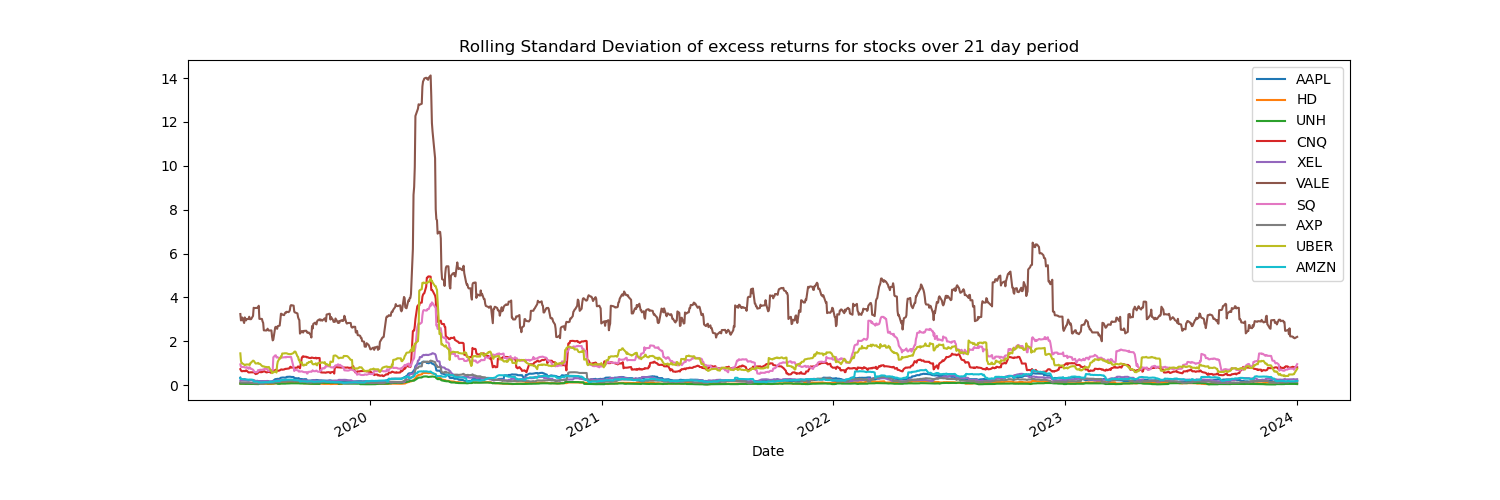 Rolling Standard Deviation of excess returns for stocks over 21 day period
14
12
10
8
6
4
2
0
AAPL
HD
UNH
CNQ
XEL
VALE
SQ
AXP
UBER
AMZN
2020
2021
2022
2023
2024
Date